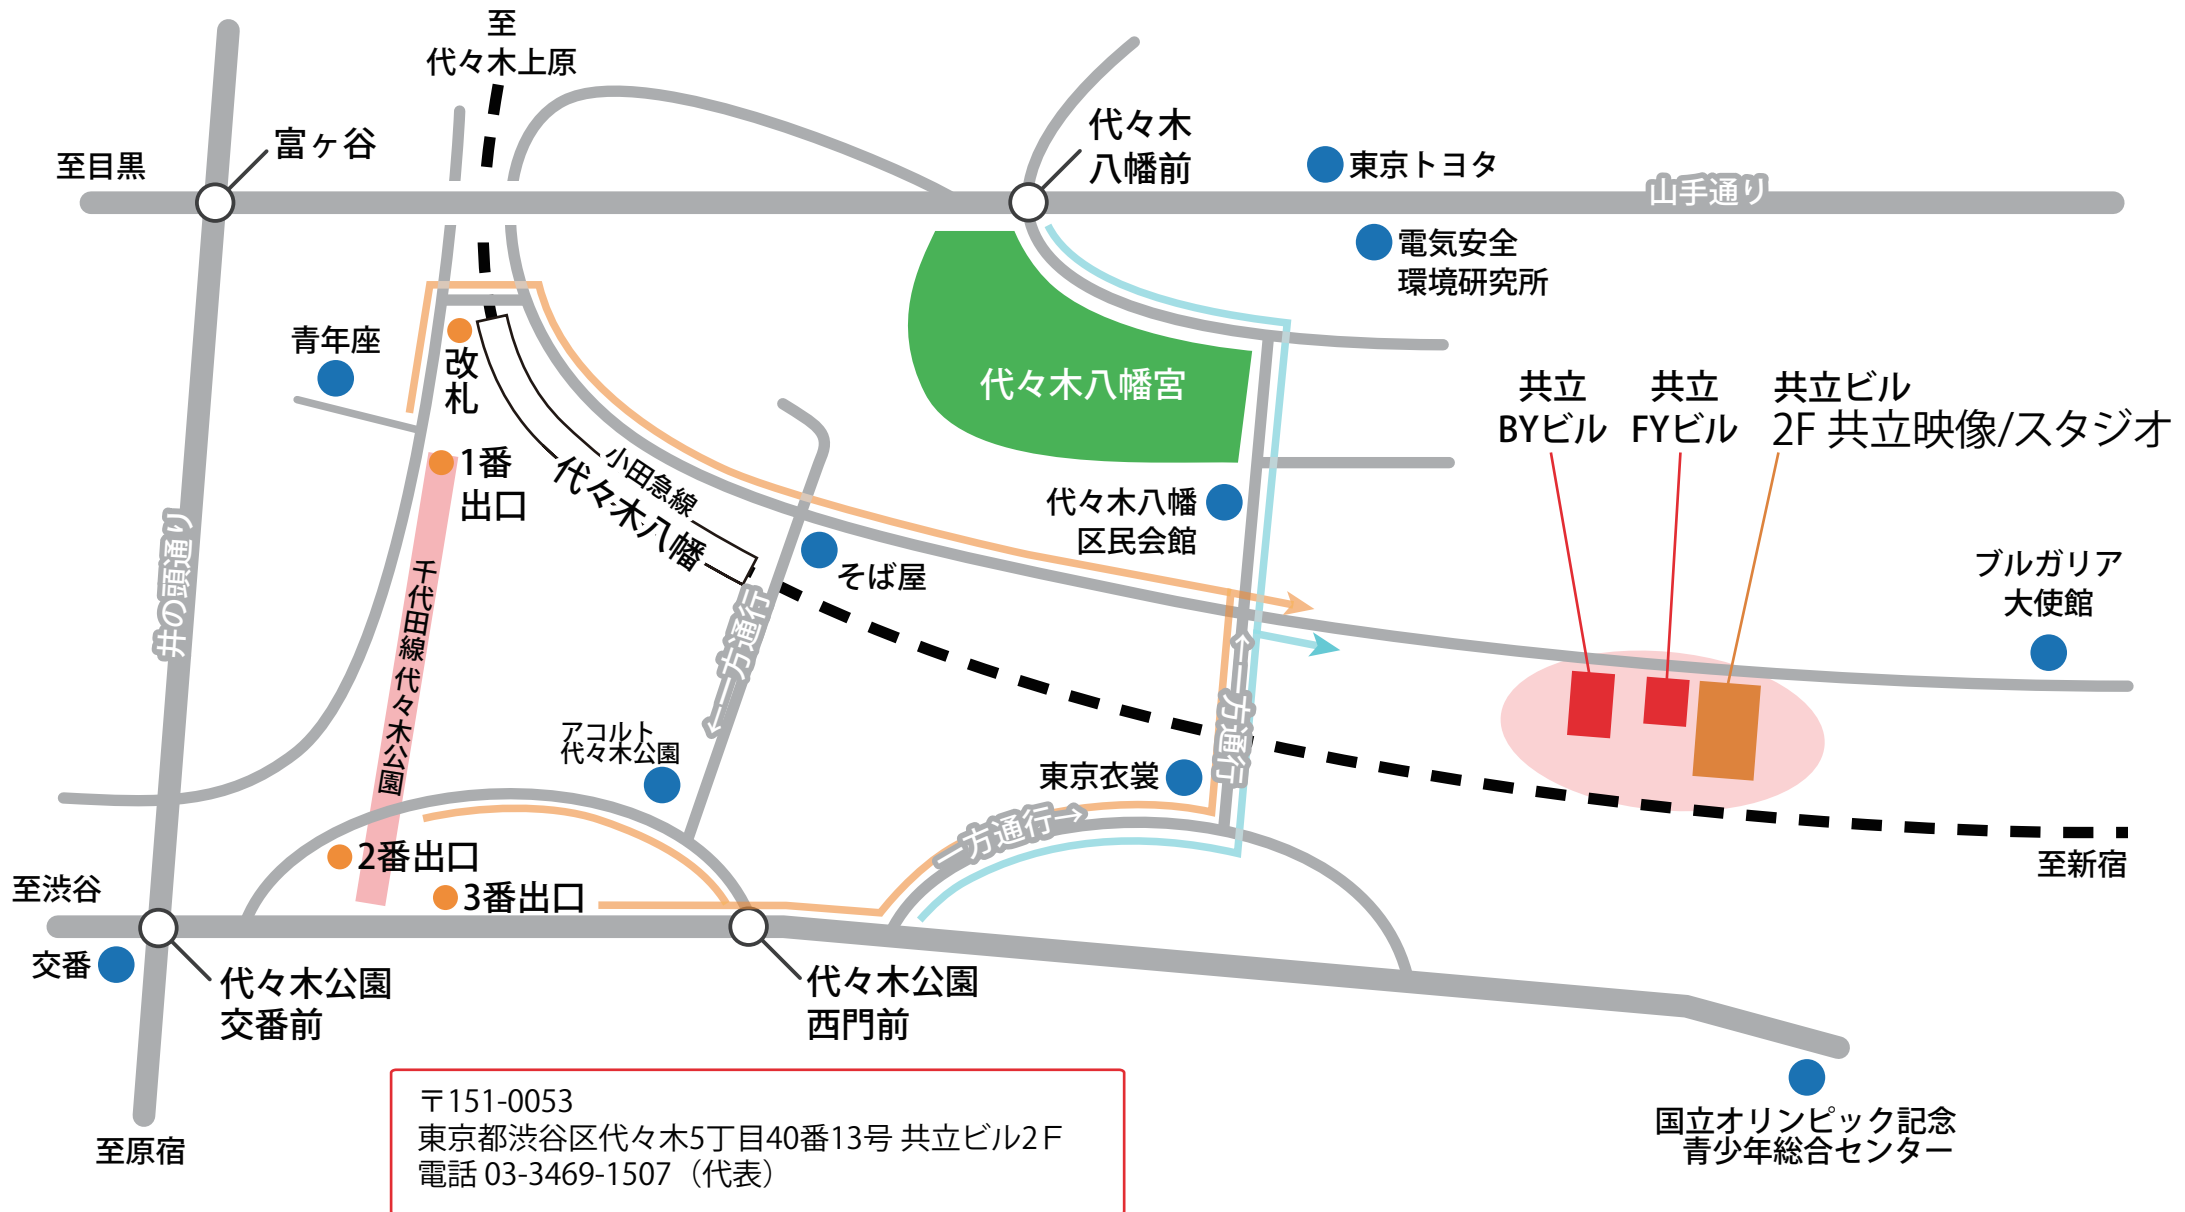 至
代々木上原
富ヶ谷
至目黒
代々木
八幡前
東京トヨタ
山手通り
電気安全
環境研究所
青年座
改
札
代々木八幡宮
共立
BYビル
共立
FYビル
共立ビル
2F 共立映像/スタジオ
1番
出口
小田急線
代々木八幡
代々木八幡
区民会館
そば屋
ブルガリア
大使館
井の頭通り
千代田線 代々木公園
←一方通行
←一方通行
アコルト
代々木公園
東京衣裳
一方通行→
2番出口
3番出口
至新宿
至渋谷
交番
代々木公園
交番前
代々木公園
西門前
国立オリンピック記念
青少年総合センター
至原宿
〒151-0053
東京都渋谷区代々木5丁目40番13号 共立ビル2F
電話 03-3469-1507（代表）